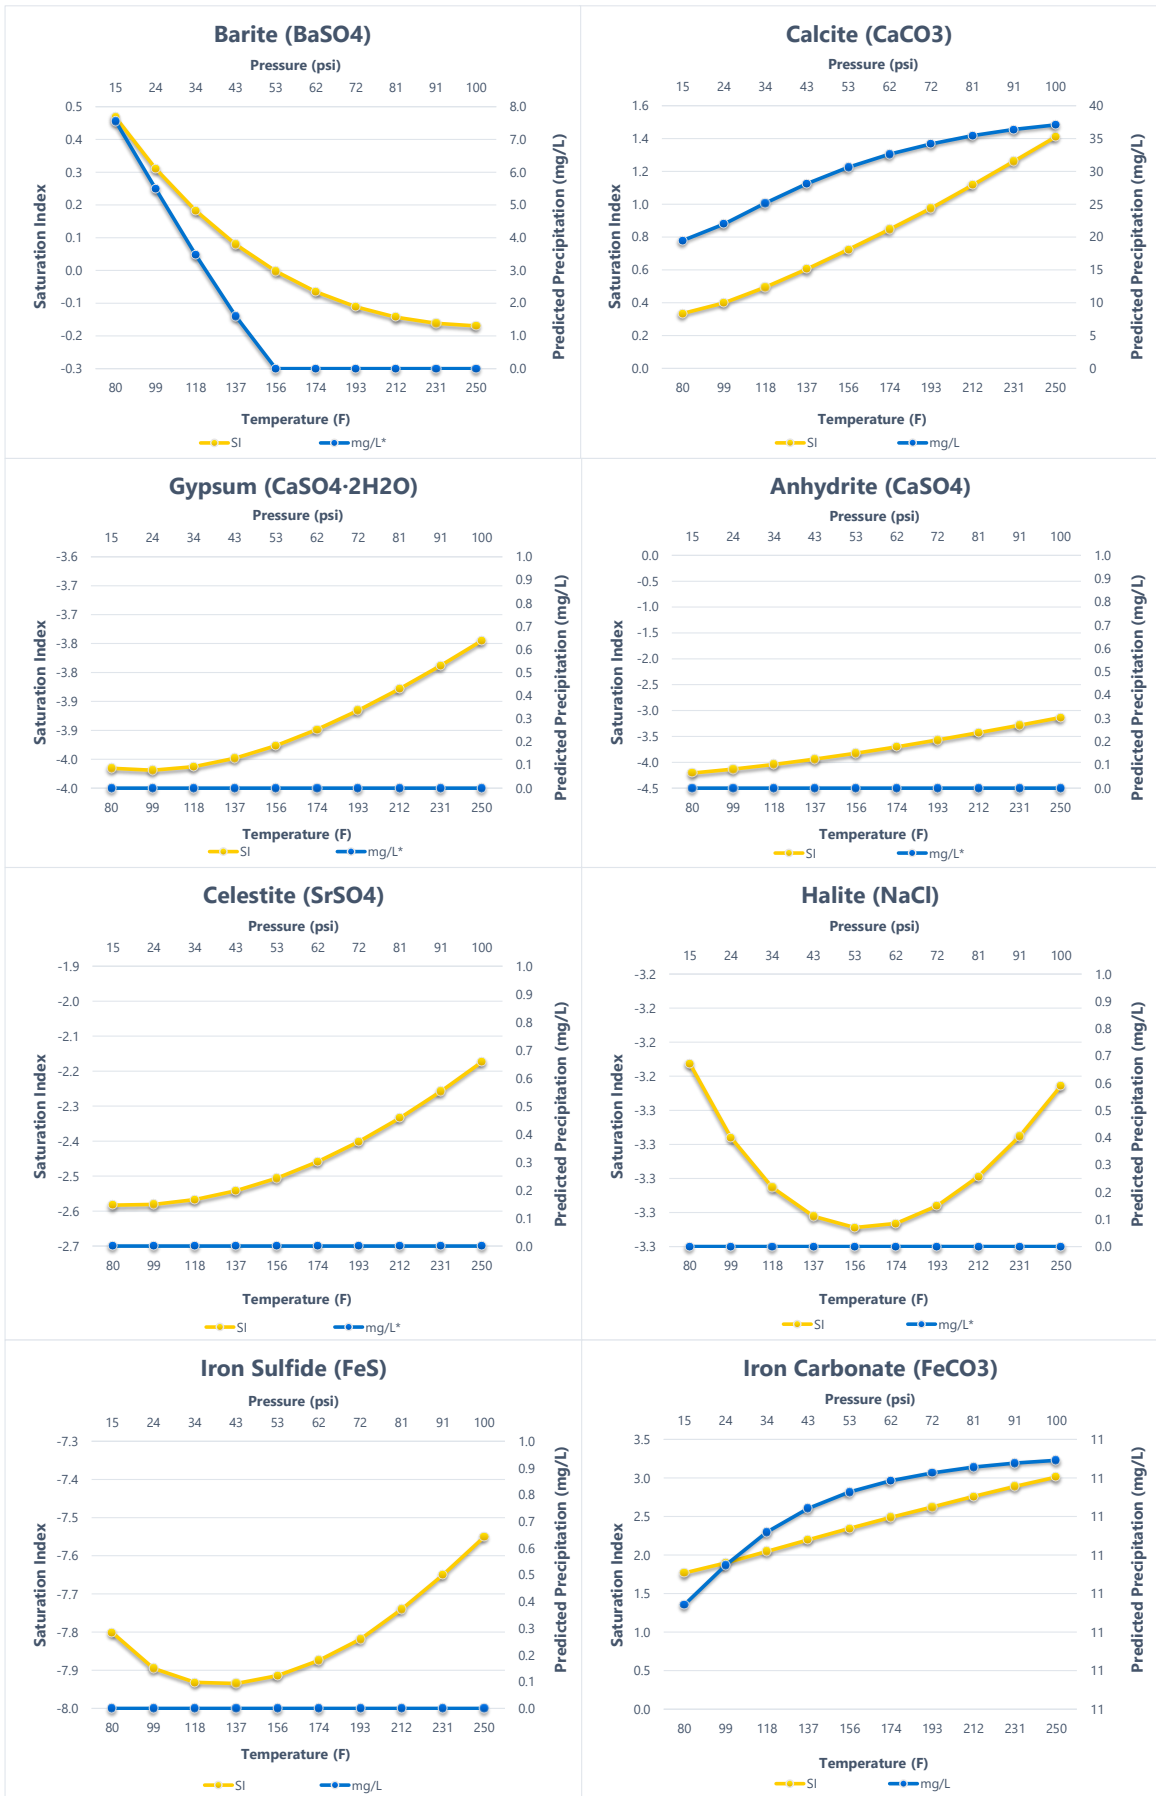 Barite (BaSO4)
Pressure (psi)
15 24 34 43 53 62 72 81 91 100
0.5
0.4
0.3
0.2
0.1
0.0
-0.1
-0.2
-0.3
8.0
7.0
6.0
5.0
4.0
3.0
2.0
1.0
0.0
Saturation Index
Predicted Precipitation (mg/L)
80 99 118 137 156 174 193 212 231 250
Temperature (F)
SI mg/L*
Calcite (CaCO3)
Pressure (psi)
15 24 34 43 53 62 72 81 91 100
1.6
1.4
1.2
1.0
0.8
0.6
0.4
0.2
0.0
40
35
30
25
20
15
10
5
0
Saturation Index
Predicted Precipitation (mg/L)
80 99 118 137 156 174 193 212 231 250
Temperature (F)
SI mg/L
Gypsum (CaSO4·2H2O)
Pressure (psi)
15 24 34 43 53 62 72 81 91 100
-3.6
-3.7
-3.7
-3.8
-3.8
-3.9
-3.9
-4.0
-4.0
1.0
0.9
0.8
0.7
0.6
0.5
0.4
0.3
0.2
0.1
0.0
Saturation Index
Predicted Precipitation (mg/L)
80 99 118 137 156 174 193 212 231 250
Temperature (F)
SI mg/L*
Anhydrite (CaSO4)
Pressure (psi)
15 24 34 43 53 62 72 81 91 100
0.0
-0.5
-1.0
-1.5
-2.0
-2.5
-3.0
-3.5
-4.0
-4.5
1.0
0.9
0.8
0.7
0.6
0.5
0.4
0.3
0.2
0.1
0.0
Saturation Index
Predicted Precipitation (mg/L)
80 99 118 137 156 174 193 212 231 250
Temperature (F)
SI mg/L*
Celestite (SrSO4)
Pressure (psi)
15 24 34 43 53 62 72 81 91 100
-1.9
-2.0
-2.1
-2.2
-2.3
-2.4
-2.5
-2.6
-2.7
1.0
0.9
0.8
0.7
0.6
0.5
0.4
0.3
0.2
0.1
0.0
Saturation Index
Predicted Precipitation (mg/L)
80 99 118 137 156 174 193 212 231 250
Temperature (F)
SI mg/L*
Halite (NaCl)
Pressure (psi)
15 24 34 43 53 62 72 81 91 100
-3.2
-3.2
-3.2
-3.2
-3.3
-3.3
-3.3
-3.3
-3.3
1.0
0.9
0.8
0.7
0.6
0.5
0.4
0.3
0.2
0.1
0.0
Saturation Index
Predicted Precipitation (mg/L)
80 99 118 137 156 174 193 212 231 250
Temperature (F)
SI mg/L*
Iron Sulfide (FeS)
Pressure (psi)
15 24 34 43 53 62 72 81 91 100
-7.3
-7.4
-7.5
-7.6
-7.7
-7.8
-7.9
-8.0
1.0
0.9
0.8
0.7
0.6
0.5
0.4
0.3
0.2
0.1
0.0
Saturation Index
Predicted Precipitation (mg/L)
80 99 118 137 156 174 193 212 231 250
Temperature (F)
SI mg/L
Iron Carbonate (FeCO3)
Pressure (psi)
15 24 34 43 53 62 72 81 91 100
3.5
3.0
2.5
2.0
1.5
1.0
0.5
0.0
11
11
11
11
11
11
11
11
Saturation Index
Predicted Precipitation (mg/L)
80 99 118 137 156 174 193 212 231 250
Temperature (F)
SI mg/L